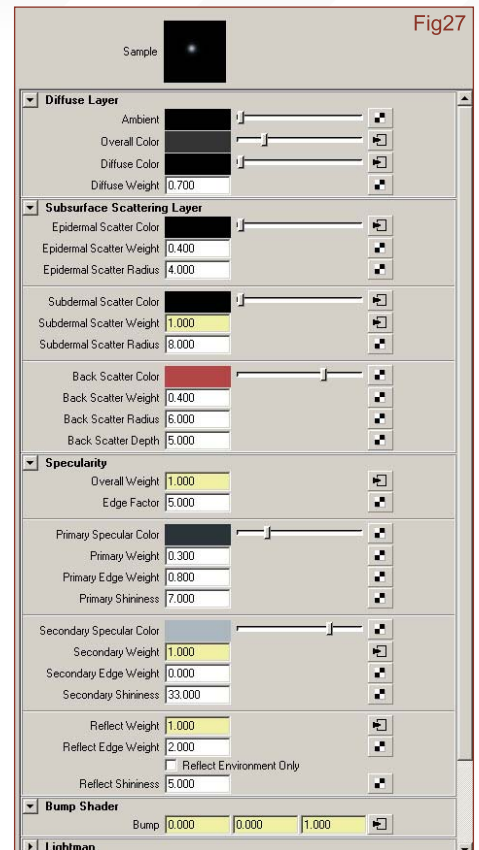 Fig27
Sample
Diffuse Layer
Ambient
Overall Color
Diffuse Color
Diffuse Weight 0.700
Subsurface Scattering Layer
Epidermal Scatter Color
Epidermal Scatter Weight 0.400
Epidermal Scatter Radius 4.000
Subdermal Scatter Color
Subdermal Scatter Weight 1.000
Subdermal Scatter Radius 8.000
Back Scatter Color
Back Scatter Weight 0.400
Back Scatter Radius 6.000
Back Scatter Depth 5.000
Specularity
Overall Weight 1.000
Edge Factor 5.000
Primary Specular Color
Primary Weight 0.300
Primary Edge Weight 0.800
Primary Shininess 7.000
Secondary Specular Color
Secondary Weight 1.000
Secondary Edge Weight 0.000
Secondary Shininess 33.000
Reflect Weight 1.000
Reflect Edge Weight 2.000
Reflect Environment Only
Reflect Shininess 5.000
Bump Shader
Bump 0.000 0.000 1.000
Lightmap